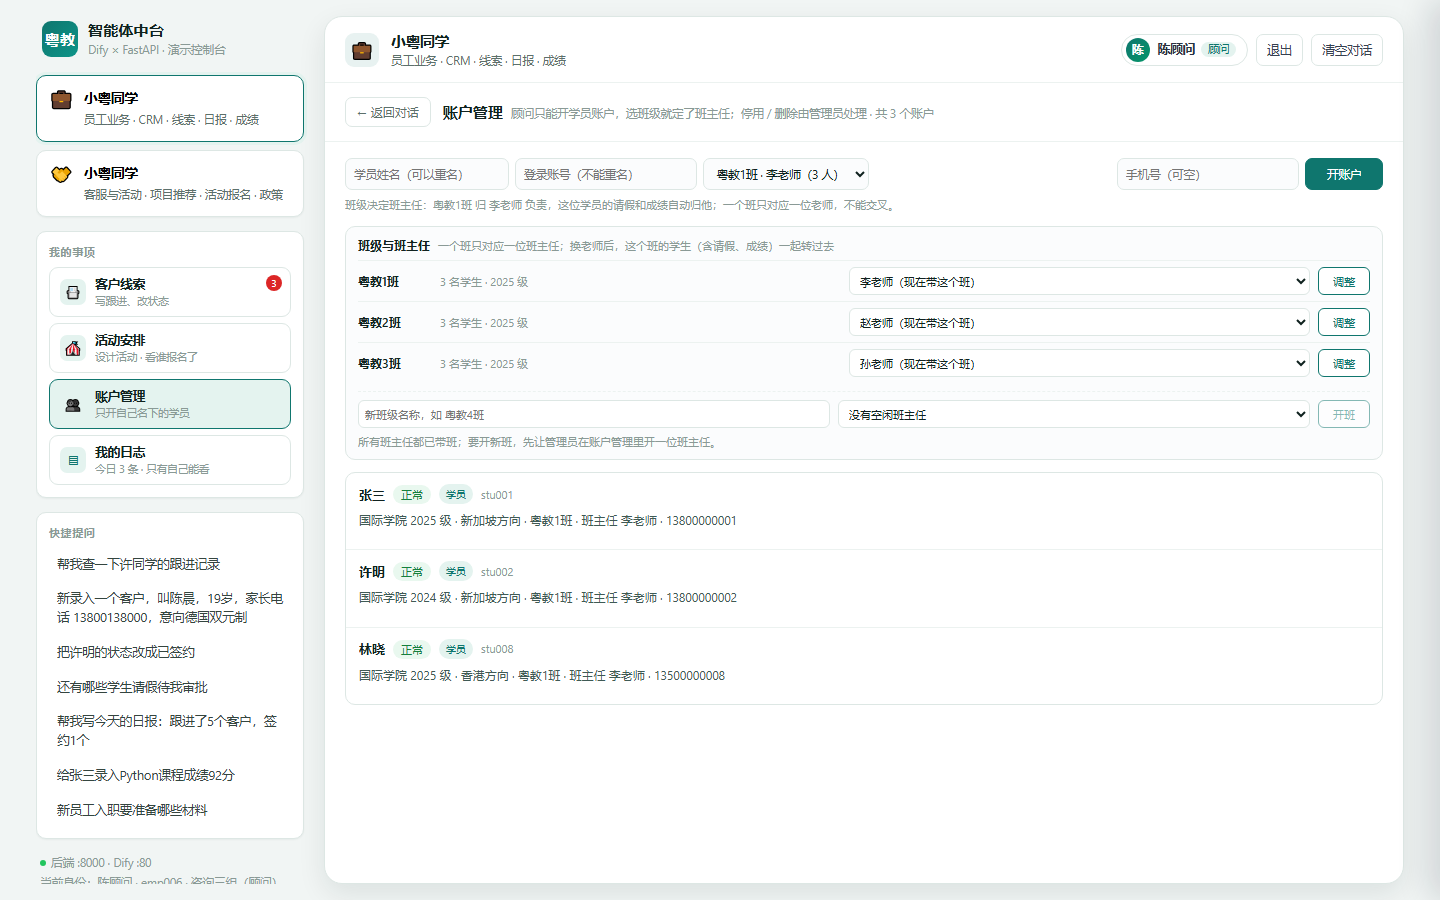 粤教
智能体中台
Dify × FastAPI · 演示控制台
小粤同学
员工业务 · CRM · 线索 · 日报 · 成绩
小粤同学
客服与活动 · 项目推荐 · 活动报名 · 政策
我的事项
客户线索
写跟进、改状态
3
活动安排
设计活动 · 看谁报名了
账户管理
只开自己名下的学员
我的日志
今日 3 条 · 只有自己能看
快捷提问
帮我查一下许同学的跟进记录
新录入一个客户，叫陈晨，19岁，家长电
话 13800138000，意向德国双元制
把许明的状态改成已签约
还有哪些学生请假待我审批
帮我写今天的日报：跟进了5个客户，签
约1个
给张三录入Python课程成绩92分
新员工入职要准备哪些材料
后端 :8000 · Dify :80
当前身份：陈顾问 · emp006 · 咨询三组（顾问）
小粤同学
员工业务 · CRM · 线索 · 日报 · 成绩
陈 陈顾问 顾问
退出
清空对话
← 返回对话
账户管理 顾问只能开学员账户，选班级就定了班主任；停用 / 删除由管理员处理 · 共 3 个账户
学员姓名（可以重名）
登录账号（不能重名）
粤教1班 · 李老师（3 人）
手机号（可空）
开账户
班级决定班主任：粤教1班 归 李老师 负责，这位学员的请假和成绩自动归他；一个班只对应一位老师，不能交叉。
班级与班主任 一个班只对应一位班主任；换老师后，这个班的学生（含请假、成绩）一起转过去
粤教1班 3 名学生 · 2025 级 李老师（现在带这个班） 调整
粤教2班 3 名学生 · 2025 级 赵老师（现在带这个班） 调整
粤教3班 3 名学生 · 2025 级 孙老师（现在带这个班） 调整
新班级名称，如 粤教4班 没有空闲班主任 开班
所有班主任都已带班；要开新班，先让管理员在账户管理里开一位班主任。
张三 正常 学员 stu001
国际学院 2025 级 · 新加坡方向 · 粤教1班 · 班主任 李老师 · 13800000001
许明 正常 学员 stu002
国际学院 2024 级 · 新加坡方向 · 粤教1班 · 班主任 李老师 · 13800000002
林晓 正常 学员 stu008
国际学院 2025 级 · 香港方向 · 粤教1班 · 班主任 李老师 · 13500000008